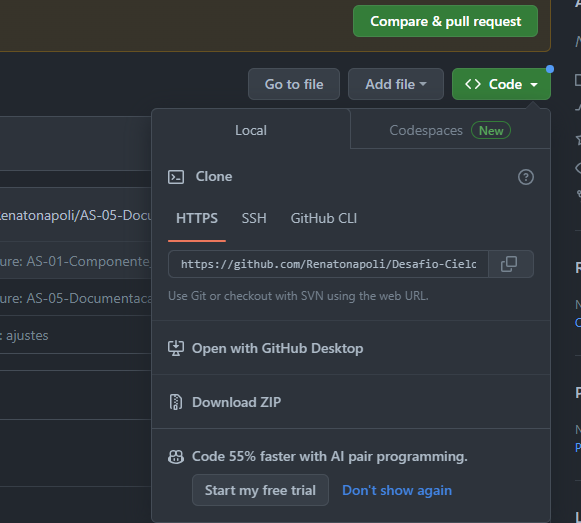 Compare & pull request
Go to file
Add file
Code
Local
Codespaces New
Clone
HTTPS SSH GitHub CLI
https://github.com/Renatonapoli/Desafio-Cielo
Use Git or checkout with SVN using the web URL.
Open with GitHub Desktop
Download ZIP
Code 55% faster with AI pair programming.
Start my free trial Don't show again
enatonapoli/AS-05-Docu
ure: AS-01-Componente
ure: AS-05-Documentaca
: ajustes